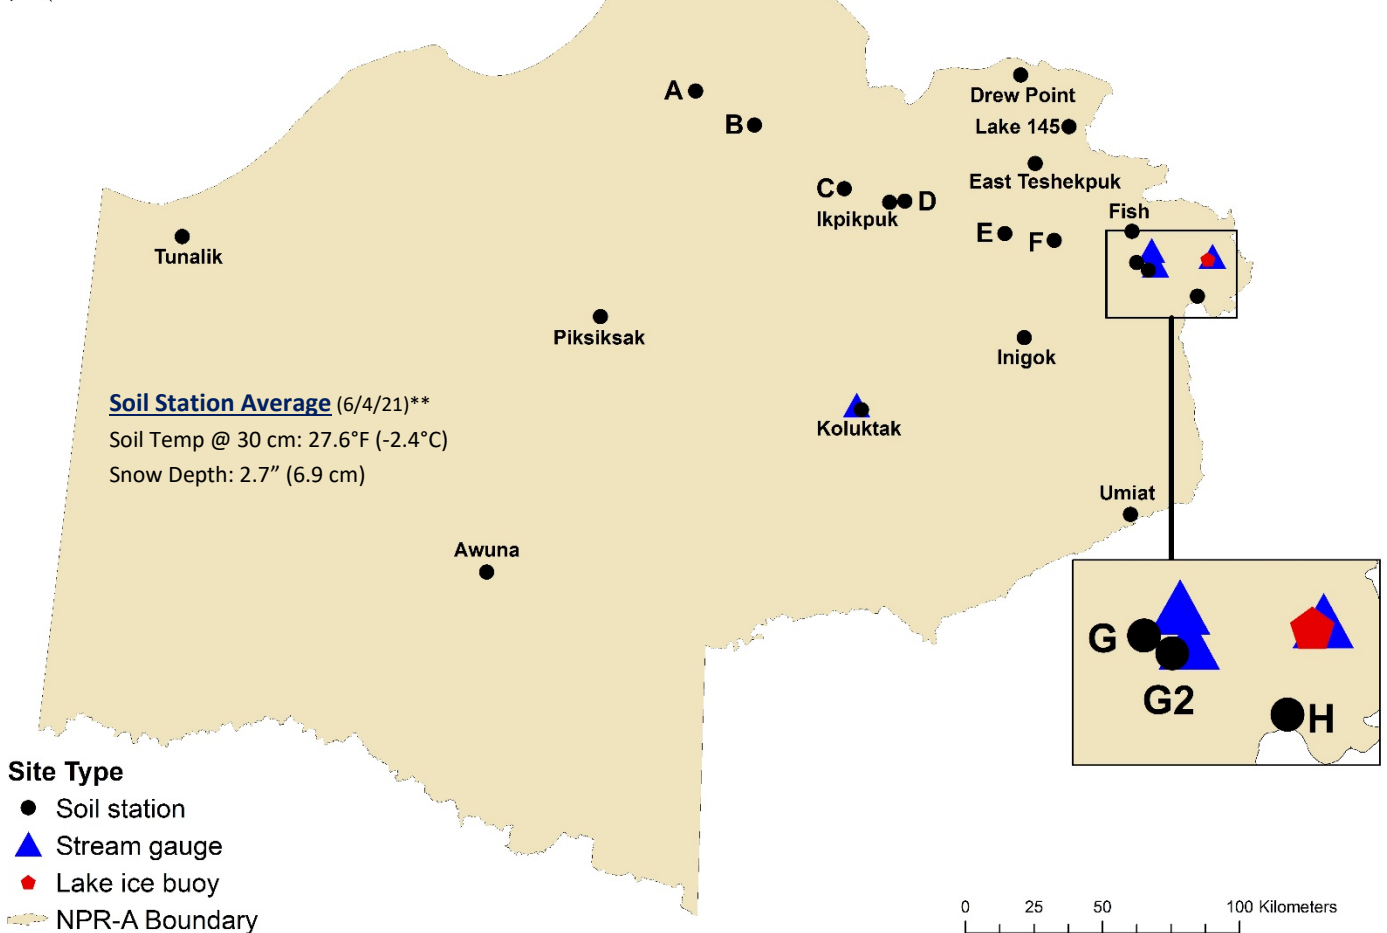 A
B
Drew Point
Lake 145
East Teshekpuk
C
Ikpikpuk
D
Fish
E
F
Tunalik
Piksiksak
Inigok
Soil Station Average (6/4/21)**
Soil Temp @ 30 cm: 27.6°F (-2.4°C)
Snow Depth: 2.7” (6.9 cm)
Koluktak
Umiat
Awuna
G
G2
H
Site Type
Soil station
Stream gauge
Lake ice buoy
NPR-A Boundary
0 25 50 100 Kilometers